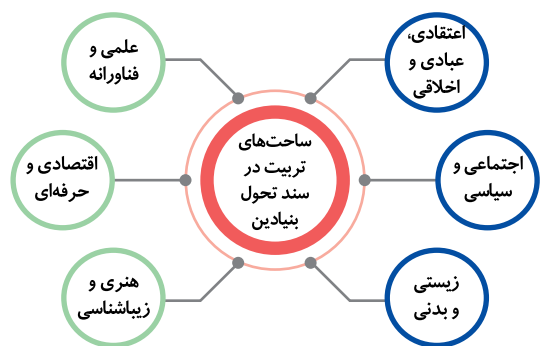 ساحت‌های
تربیت در
سند تحول
بنیادین
اعتقادی،
عبادی و
اخلاقی
اجتماعی و
سیاسی
زیستی
و بدنی
علمی و
فناورانه
اقتصادی و
حرفه‌ای
هنری و
زیباشناسی